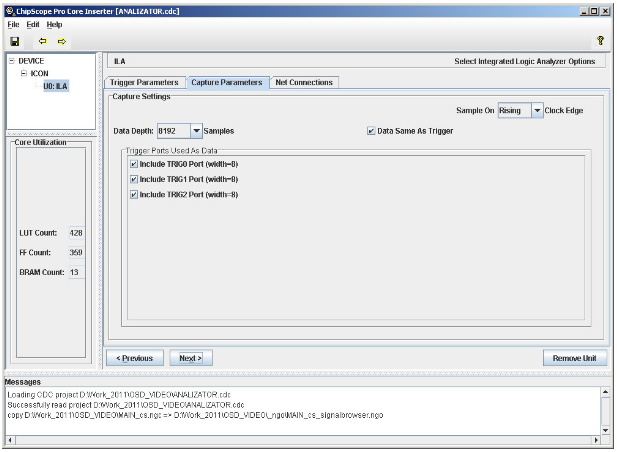 ChipScope Pro Core Inserter [ANALIZATOR.cdc]
File Edit Help
DEVICE
ICON
U0: ILA
ILA Select Integrated Logic Analyzer Options
Trigger Parameters Capture Parameters Net Connections
Capture Settings
Sample On Rising Clock Edge
Data Depth: 8192 Samples Data Same As Trigger
Trigger Ports Used As Data
Include TRIG0 Port (width=8)
Include TRIG1 Port (width=8)
Include TRIG2 Port (width=8)
Core Utilization
LUT Count: 428
FF Count: 359
BRAM Count: 13
< Previous Next > Remove Unit
Messages
Loading CDC project D:\Work_2011\OSD_VIDEO\ANALIZATOR.cdc
Successfully read project D:\Work_2011\OSD_VIDEO\ANALIZATOR.cdc
copy D:\Work_2011\OSD_VIDEO\MAIN_cs.ngc => D:\Work_2011\OSD_VIDEO\_ngo\MAIN_cs_signalbrowser.ngo